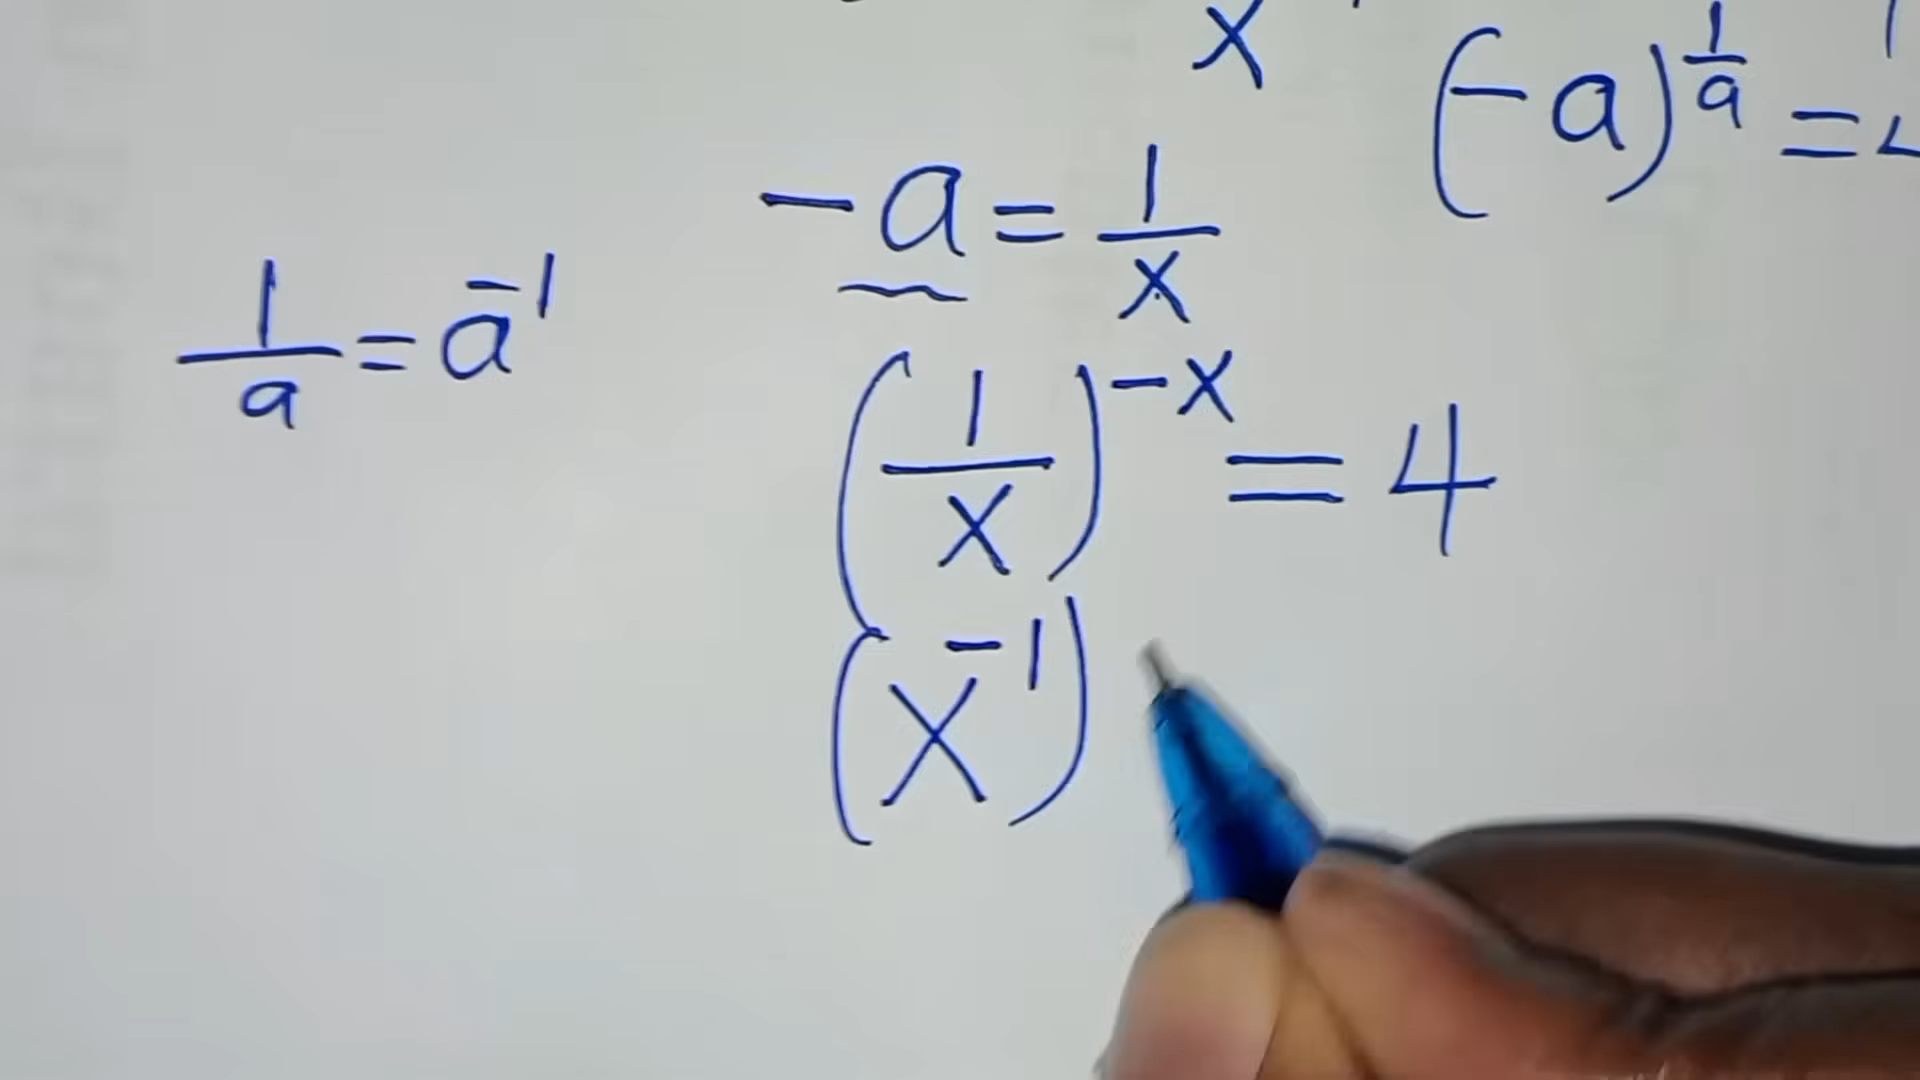 x
(-a)^(1/a) =
-a = 1/x
1/a = a^-1
(1/x)^-x = 4
(x^-1)